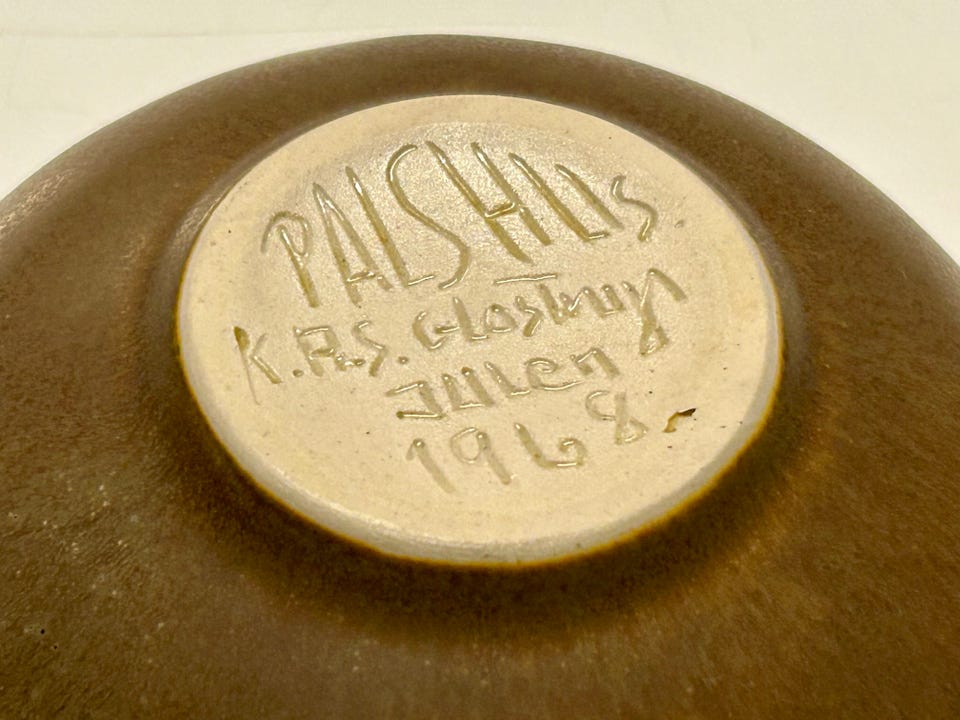 PALSHUS
K. Glostrup
JULEN
1968.